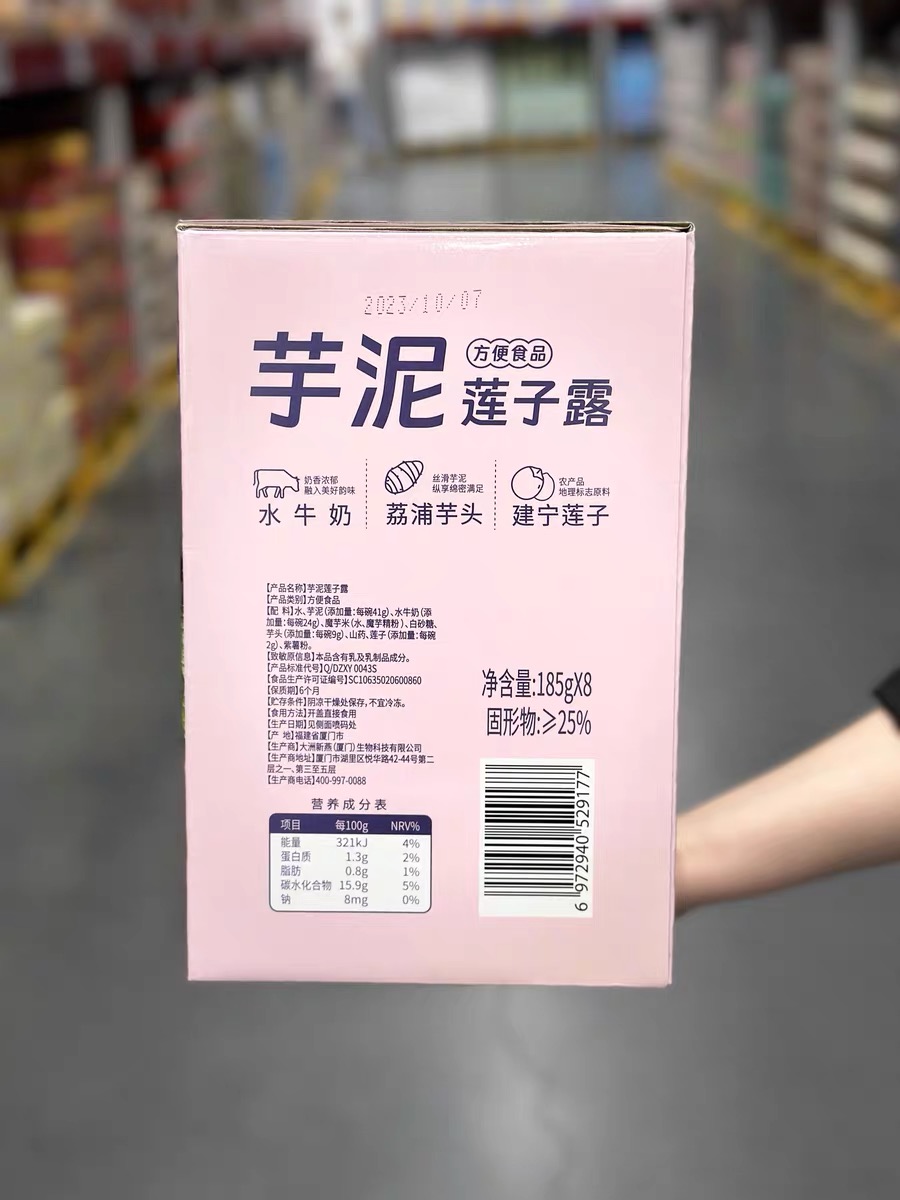 2023/10/07
芋泥
方便食品
莲子露
奶香浓郁
融入美好韵味
水牛奶
丝滑芋泥
纵享绵密满足
荔浦芋头
农产品
地理标志原料
建宁莲子
【产品名称】芋泥莲子露
【产品类别】方便食品
【配 料】水、芋泥(添加量:每碗41g)、水牛奶(添
加量:每碗24g)、魔芋米(水、魔芋精粉)、白砂糖、
芋头(添加量:每碗9g)、山药、莲子(添加量:每碗
2g)、紫薯粉。
【致敏原信息】本品含有乳及乳制品成分。
【产品标准代号】Q/DZXY 0043S
【食品生产许可证编号】SC10635020600860
【保质期】6个月
【贮存条件】阴凉干燥处保存,不宜冷冻。
【食用方法】开盖直接食用
【生产日期】见侧面喷码处
【产 地】福建省厦门市
【生产商】大洲新燕(厦门)生物科技有限公司
【生产商地址】厦门市湖里区悦华路42-44号第二
层之一、第三至五层
【生产商电话】400-997-0088
净含量:185gX8
固形物:≥25%
营养成分表
项目 每100g NRV%
能量 321kJ 4%
蛋白质 1.3g 2%
脂肪 0.8g 1%
碳水化合物 15.9g 5%
钠 8mg 0%
6 972940 529177